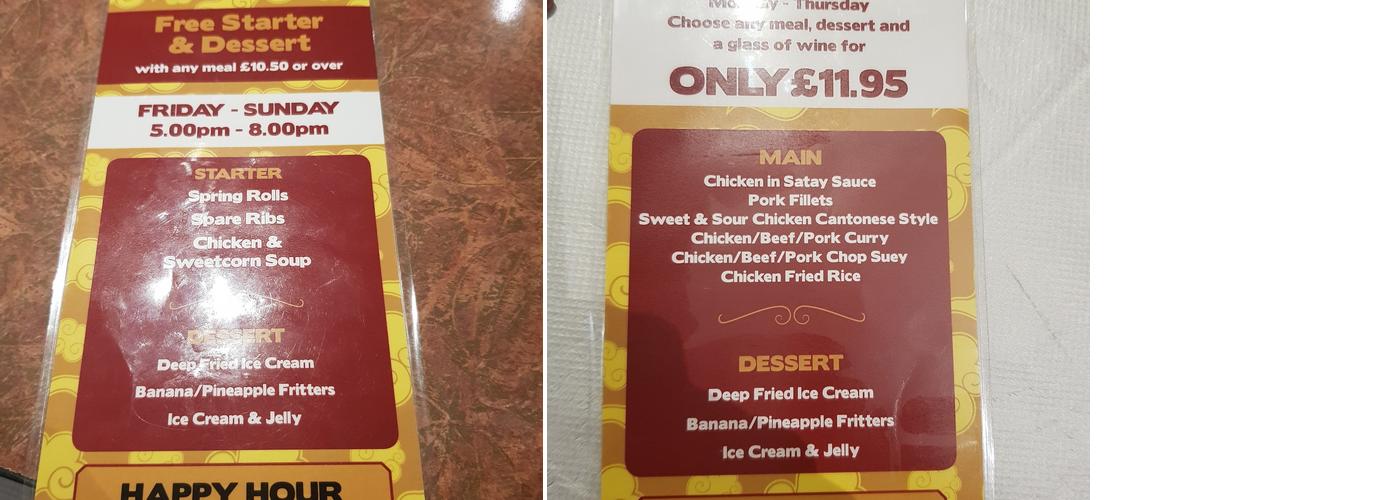 Free Starter
& Dessert
with any meal £10.50 or over
FRIDAY - SUNDAY
5.00pm - 8.00pm
STARTER
Spring Rolls
Spare Ribs
Chicken &
Sweetcorn Soup
DESSERT
Deep Fried Ice Cream
Banana/Pineapple Fritters
Ice Cream & Jelly
HAPPY HOUR
Monday - Thursday
Choose any meal, dessert and
a glass of wine for
ONLY £11.95
MAIN
Chicken in Satay Sauce
Pork Fillets
Sweet & Sour Chicken Cantonese Style
Chicken/Beef/Pork Curry
Chicken/Beef/Pork Chop Suey
Chicken Fried Rice
DESSERT
Deep Fried Ice Cream
Banana/Pineapple Fritters
Ice Cream & Jelly